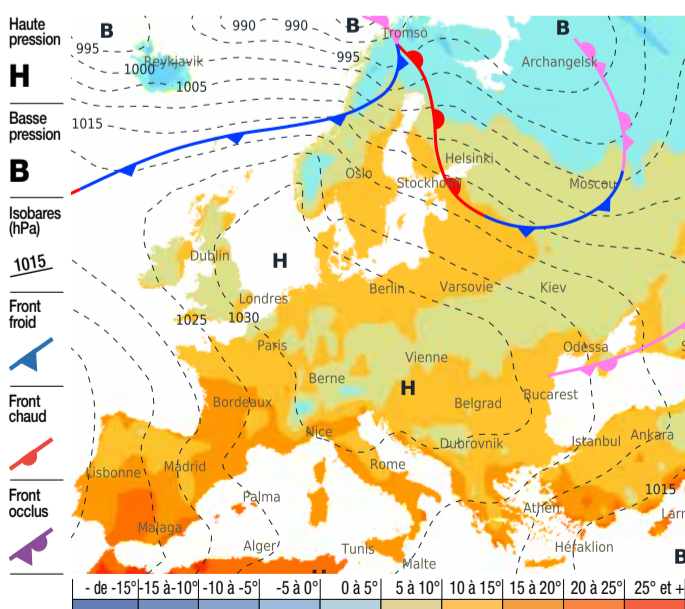 Haute
pression
H
Basse
pression
B
Isobares
(hPa)
1015
Front
froid
Front
chaud
Front
occlus
B
990
990
B
B
Tromsö
995
995
1000
Reykjavik
1005
Archangelsk
1015
Helsinki
Oslo
Stockholm
Moscou
Dublin
H
Londres
Berlin
Varsovie
Kiev
1025
1030
Paris
Vienne
Odessa
Berne
H
Bordeaux
Belgrad
Bucarest
Nice
Dubrovnik
Istanbul
Ankara
Lisbonne
Madrid
Rome
1015
Palma
Athén
Malaga
Alger
Tunis
Malte
Héraklion
B
- de -15°
-15 à-10°
-10 à -5°
-5à 0°
0 à 5°
5 à 10°
10 à 15°
15 à 20°
20 à 25°
25° et +